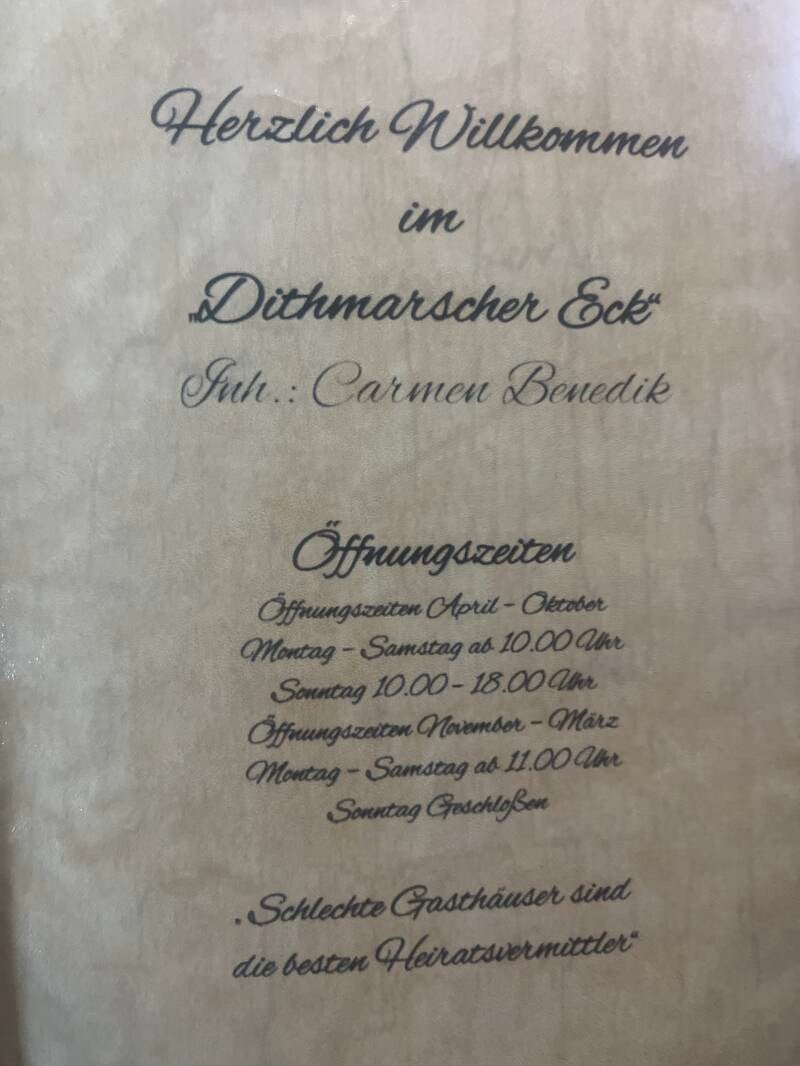 Herzlich Willkommen
im
„Dithmarscher Eck“
Inh.: Carmen Benedik
Öffnungszeiten
Öffnungszeiten April - Oktober
Montag - Samstag ab 10.00 Uhr
Sonntag 10.00 - 18.00 Uhr
Öffnungszeiten November - März
Montag - Samstag ab 11.00 Uhr
Sonntag Geschloßen
„Schlechte Gasthäuser sind
die besten Heiratsvermittler“